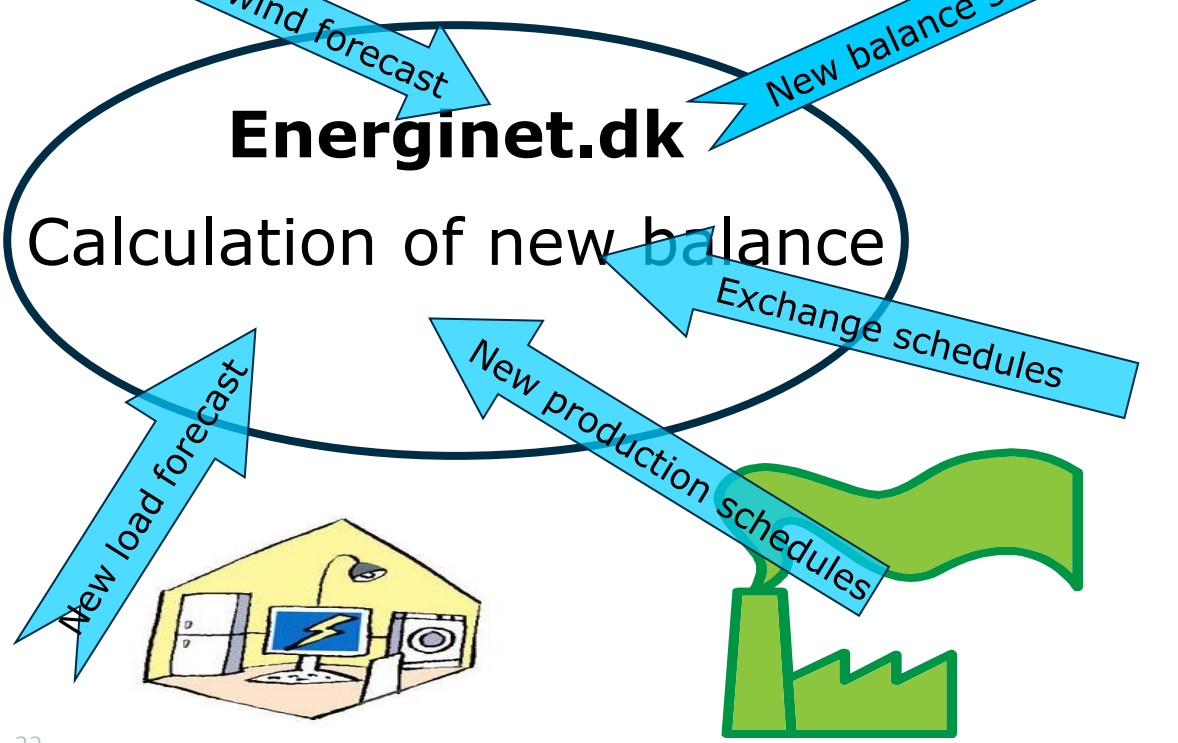 wind forecast
New balance
Energinet.dk
Calculation of new balance
Exchange schedules
New production schedules
New load forecast